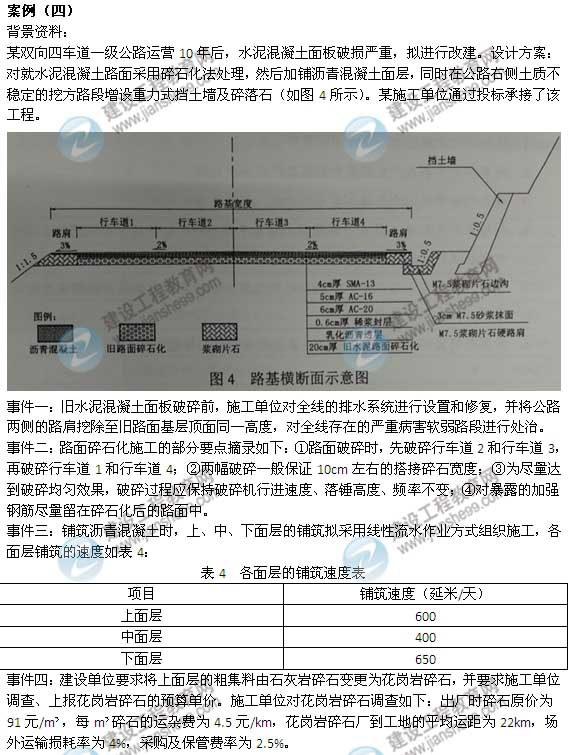 案例（四）
背景资料：
某双向四车道一级公路运营 10 年后，水泥混凝土面板破损严重，拟进行改建。设计方案：
对就水泥混凝土路面采用碎石化法处理，然后加铺沥青混凝土面层，同时在公路右侧土质不
稳定的挖方路段增设重力式挡土墙及碎落石（如图 4 所示）。某施工单位通过投标承接了该
工程。
挡土墙
路基宽度
路肩 行车道1 行车道2 行车道3 行车道4 路肩
3% 2% 2% 3%
1:1.5
1:0.5
1:0.5
4cm厚 SMA-13
5cm厚 AC-16
6cm厚 AC-20
0.6cm厚 稀浆封层
乳化沥青透层
20cm厚 旧水泥路面碎石化
M7.5浆砌片石边沟
3cm M7.5砂浆抹面
M7.5浆砌片石硬路肩
图例：
沥青混凝土 旧路面碎石化 浆砌片石
图 4 路基横断面示意图
事件一：旧水泥混凝土面板破碎前，施工单位对全线的排水系统进行设置和修复，并将公路
两侧的路肩挖除至旧路面基层顶面同一高度，对全线存在的严重病害软弱路段进行处治。
事件二：路面碎石化施工的部分要点摘录如下：①路面破碎时，先破碎行车道 2 和行车道 3，
再破碎行车道 1 和行车道 4；②两幅破碎一般保证 10cm 左右的搭接碎石宽度；③为尽量达
到破碎均匀效果，破碎过程应保持破碎机行进速度、落锤高度、频率不变；④对暴露的加强
钢筋尽量留在碎石化后的路面中。
事件三：铺筑沥青混凝土时，上、中、下面层的铺筑拟采用线性流水作业方式组织施工，各
面层铺筑的速度如表 4：
表 4 各面层的铺筑速度表
项目 铺筑速度（延米/天）
上面层 600
中面层 400
下面层 650
事件四：建设单位要求将上面层的粗集料由石灰岩碎石变更为花岗岩碎石，并要求施工单位
调查、上报花岗岩碎石的预算单价。施工单位对花岗岩碎石调查如下：出厂时碎石原价为
91 元/m³，每 m³ 碎石的运杂费为 4.5 元/km，花岗岩碎石厂到工地的平均运距为 22km，场
外运输损耗率为 4%，采购及保管费率为 2.5%。
建设工程教育网
www.jianshe99.com